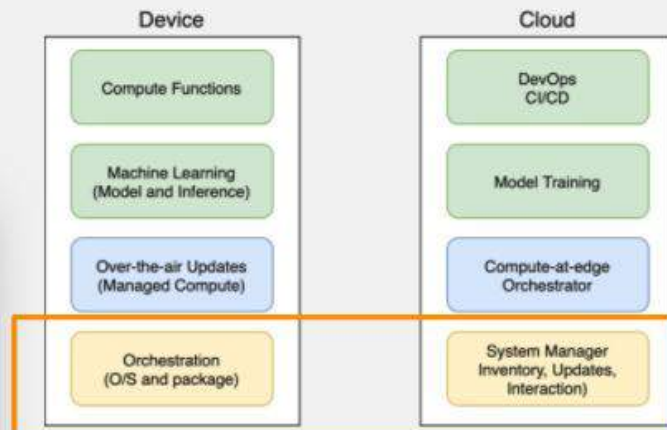 Device
Compute Functions
Machine Learning
(Model and Inference)
Over-the-air Updates
(Managed Compute)
Orchestration
(O/S and package)
Cloud
DevOps
CI/CD
Model Training
Compute-at-edge
Orchestrator
System Manager
Inventory, Updates,
Interaction)